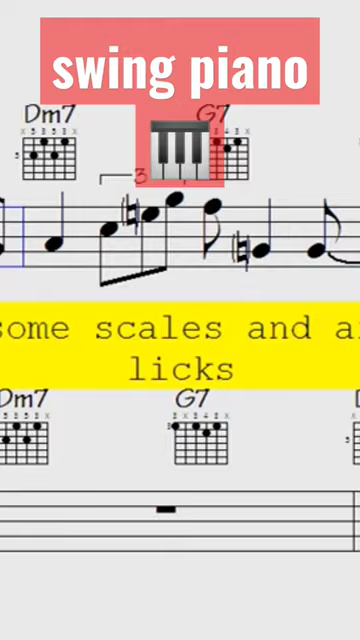 swing piano
Dm7 G7
3
some scales and a
licks
Dm7 G7